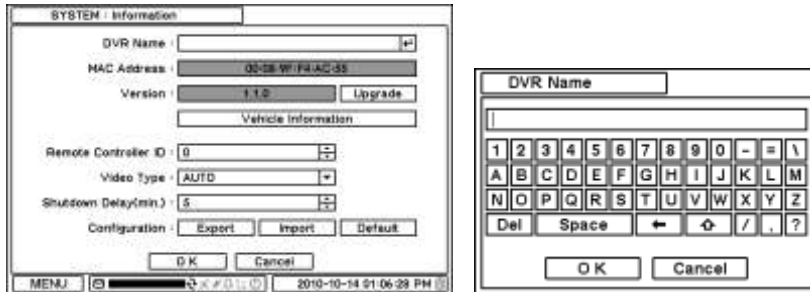 SYSTEM : Information
DVR Name :
MAC Address :
Version : 1.1.0 Upgrade
Vehicle Information
Remote Controller ID : 0
Video Type : AUTO
Shutdown Delay(min.) : 5
Configuration : Export Import Default
OK Cancel
MENU 2010-10-14 01:06:28 PM
DVR Name
1 2 3 4 5 6 7 8 9 0 - = \
A B C D E F G H I J K L M
N O P Q R S T U V W X Y Z
Del Space / . ?
OK Cancel